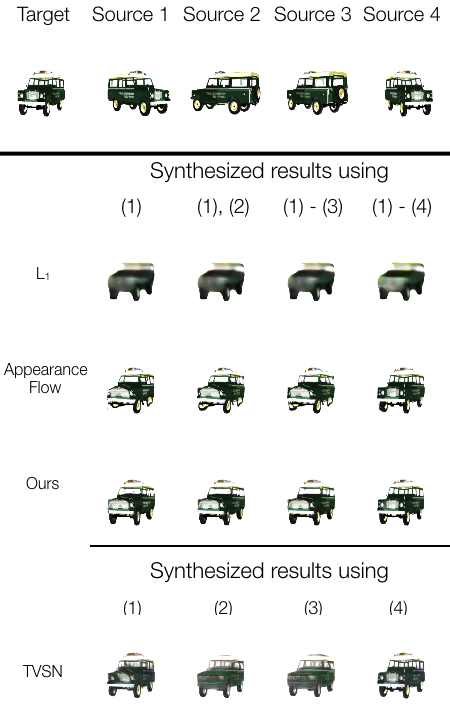 Target Source 1 Source 2 Source 3 Source 4
Synthesized results using
(1) (1), (2) (1) - (3) (1) - (4)
L₁
Appearance
Flow
Ours
Synthesized results using
(1) (2) (3) (4)
TVSN